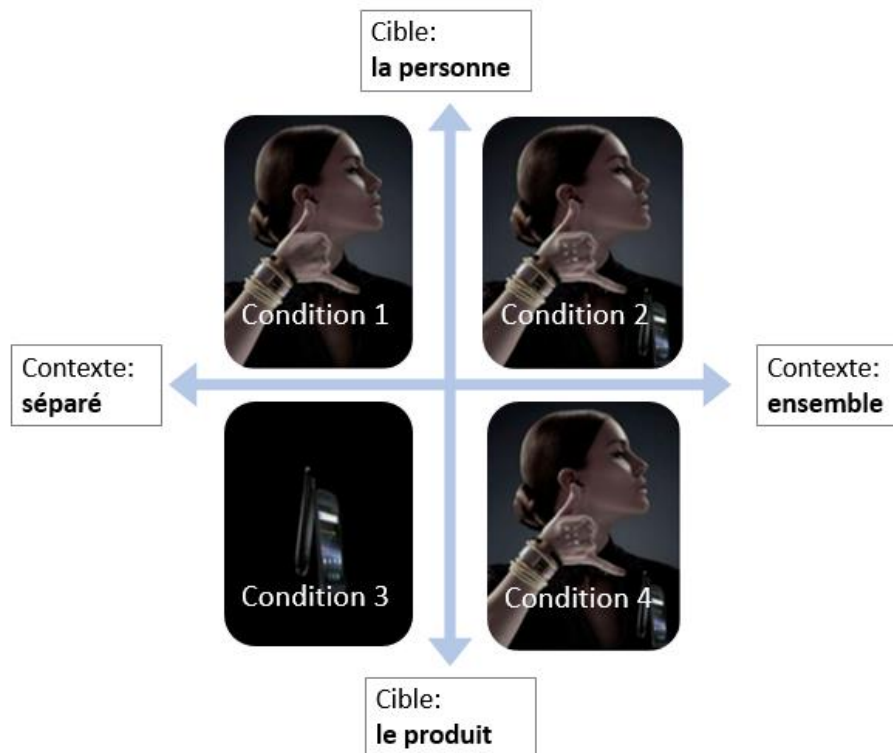 Cible:
la personne
Condition 1
Condition 2
Contexte:
séparé
Contexte:
ensemble
Condition 3
Condition 4
Cible:
le produit